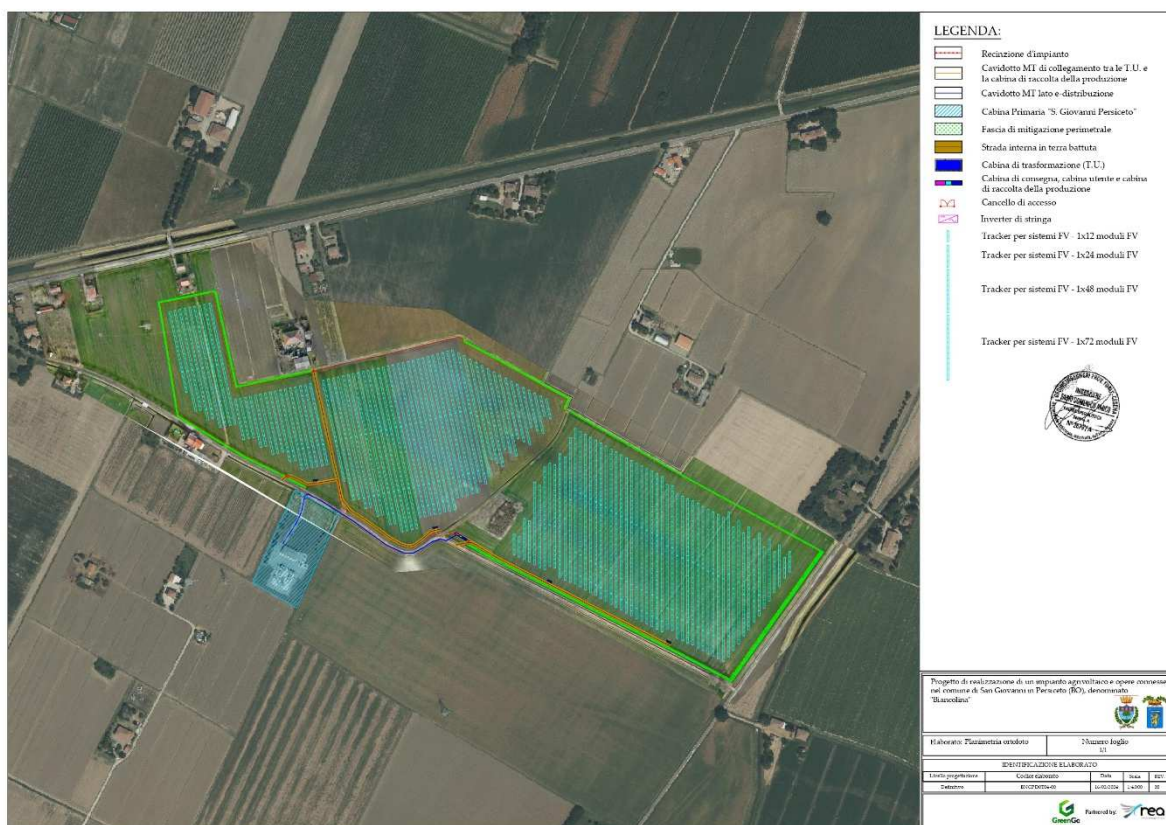 LEGENDA:
Recinzione d'impianto
Cavidotto MT di collegamento tra le T.U. e
la cabina di raccolta della produzione
Cavidotto MT lato e-distribuzione
Cabina Primaria "S. Giovanni Persiceto"
Fascia di mitigazione perimetrale
Strada interna in terra battuta
Cabina di trasformazione (T.U.)
Cabina di consegna, cabina utente e cabina
di raccolta della produzione
Cancello di accesso
Inverter di stringa
Tracker per sistemi FV - 1x12 moduli FV
Tracker per sistemi FV - 1x24 moduli FV
Tracker per sistemi FV - 1x48 moduli FV
Tracker per sistemi FV - 1x72 moduli FV
Progetto di realizzazione di un impianto agrivoltaico e opere connesse
nel comune di San Giovanni in Persiceto (BO), denominato
"Biancolina"
Elaborato: Planimetria ortofoto
Numero foglio
1/1
IDENTIFICAZIONE ELABORATO
Livello progettazione
Codice elaborato
Data
Scala
REV.
Definitivo
1:4000
00
GreenGo
Partnered by:
rea